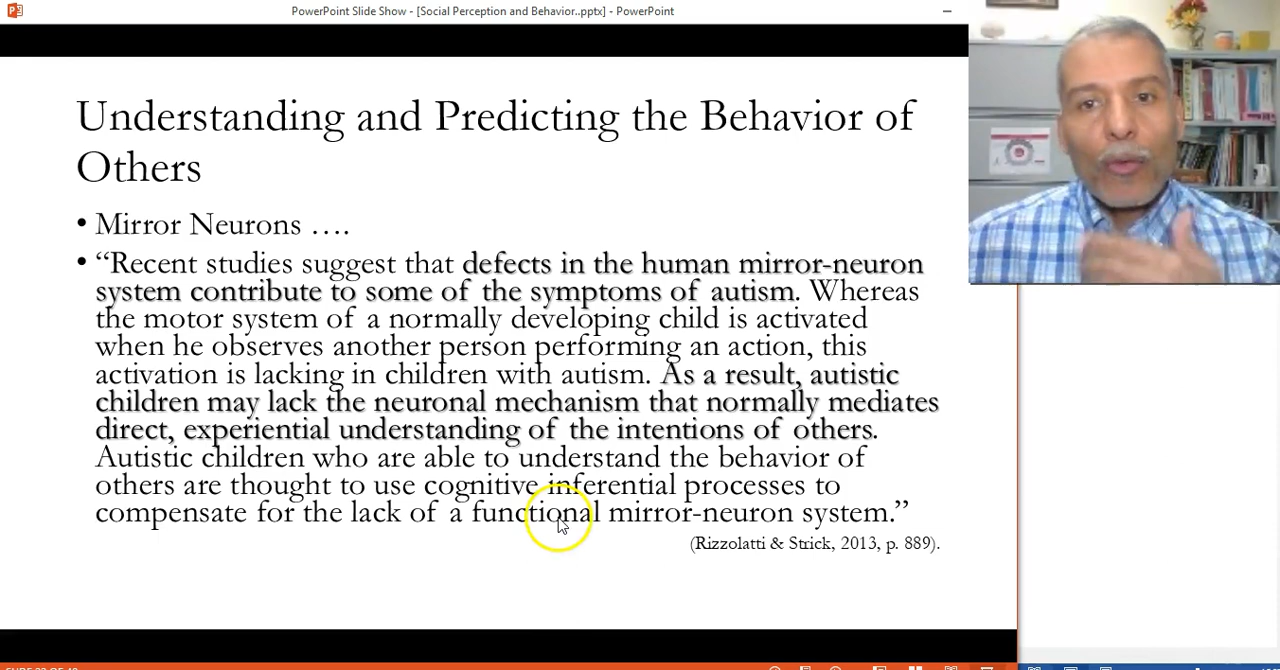 PowerPoint Slide Show - [Social Perception and Behavior..pptx] - PowerPoint
Understanding and Predicting the Behavior of
Others
• Mirror Neurons ….
• “Recent studies suggest that defects in the human mirror-neuron
system contribute to some of the symptoms of autism. Whereas
the motor system of a normally developing child is activated
when he observes another person performing an action, this
activation is lacking in children with autism. As a result, autistic
children may lack the neuronal mechanism that normally mediates
direct, experiential understanding of the intentions of others.
Autistic children who are able to understand the behavior of
others are thought to use cognitive inferential processes to
compensate for the lack of a functional mirror-neuron system.”
(Rizzolatti & Strick, 2013, p. 889).